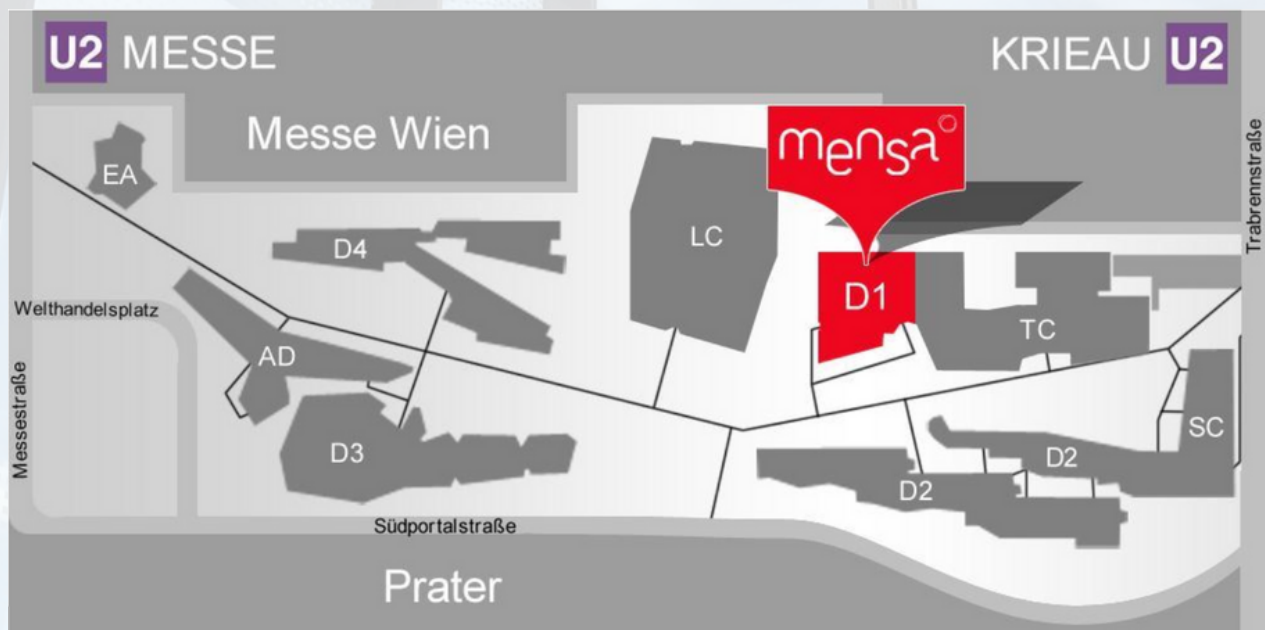 U2 MESSE
KRIEAU U2
Messe Wien
mensa
EA
D4
LC
D1
TC
Trabrennstraße
Welthandelsplatz
AD
Messestraße
D3
SC
D2
D2
Südportalstraße
Prater